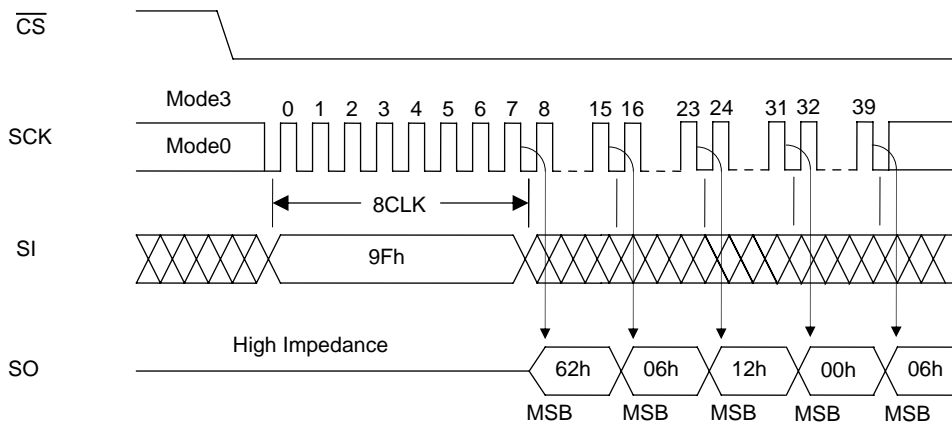 CS
Mode3
0 1 2 3 4 5 6 7 8 15 16 23 24 31 32 39
SCK
Mode0
8CLK
SI
9Fh
High Impedance
SO
62h 06h 12h 00h 06h
MSB MSB MSB MSB MSB